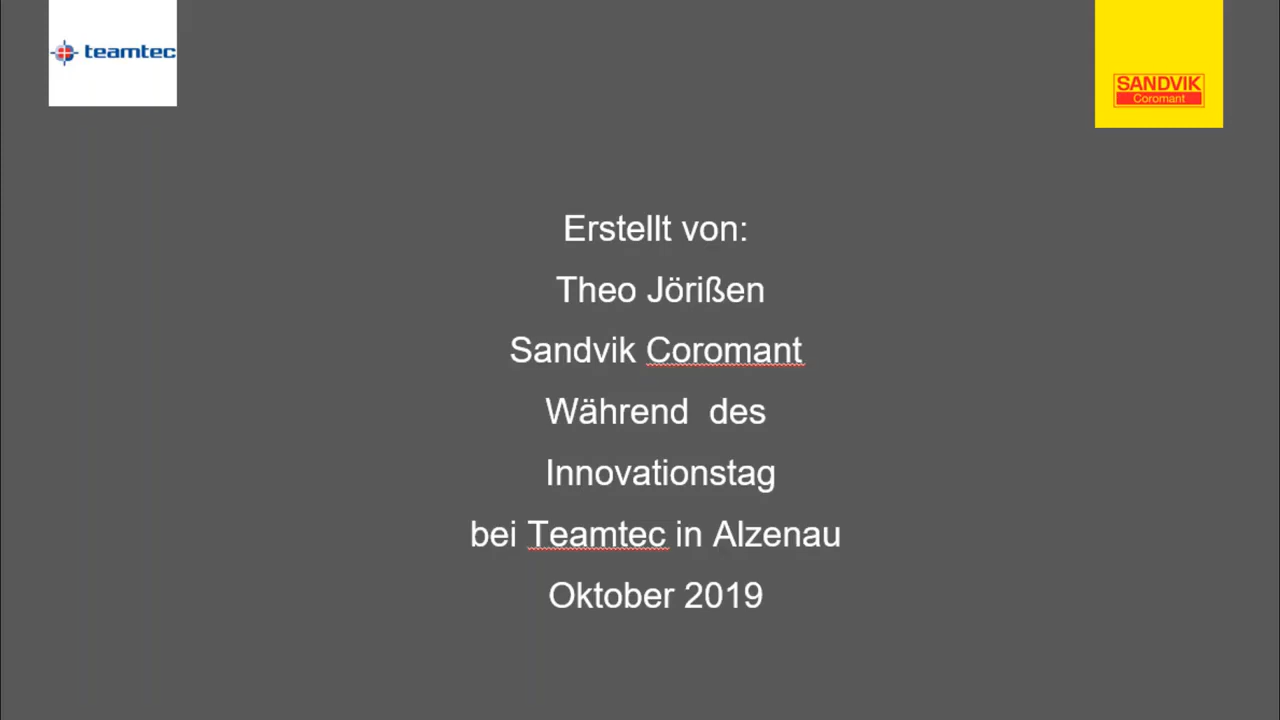 teamtec
SANDVIK
Coromant
Erstellt von:
Theo Jörißen
Sandvik Coromant
Während des
Innovationstag
bei Teamtec in Alzenau
Oktober 2019